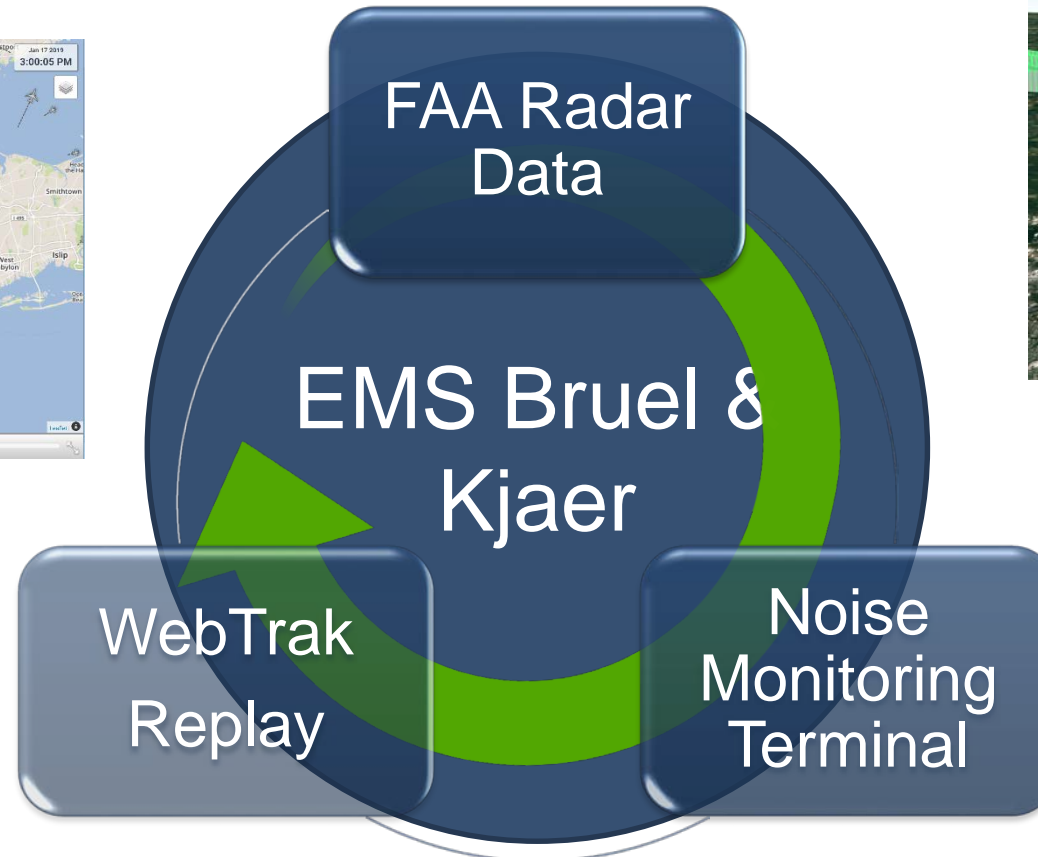 Jan 17 2019
3:00:05 PM
Smithtown
Islip
FAA Radar
Data
EMS Bruel &
Kjaer
WebTrak
Replay
Noise
Monitoring
Terminal